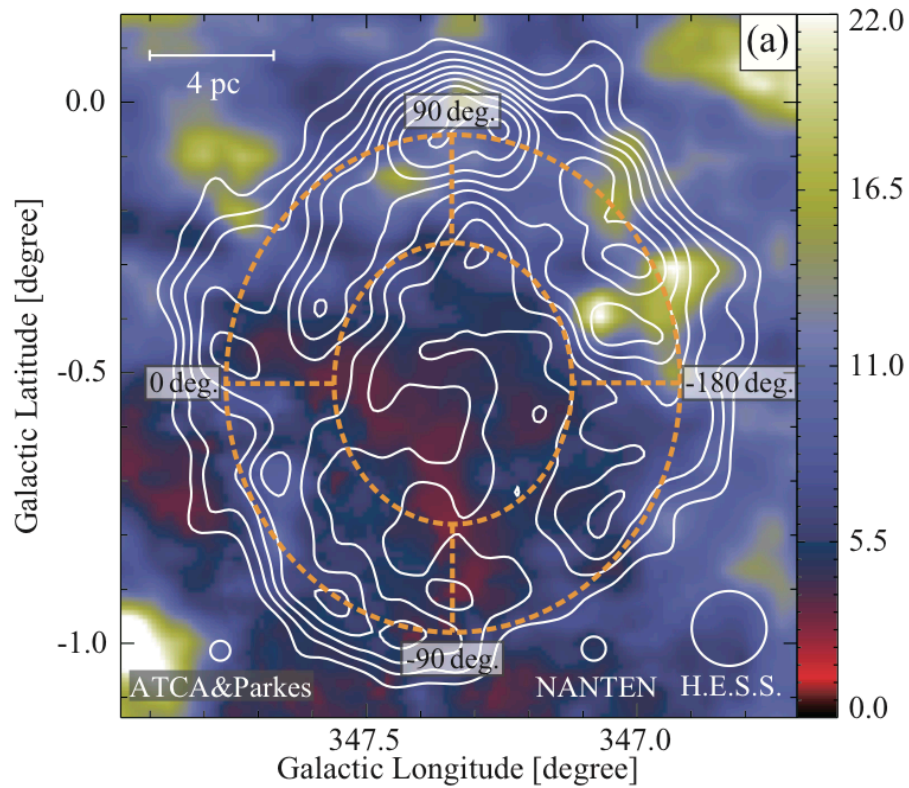 (a)
4 pc
90 deg.
0 deg.
-180 deg.
-90 deg.
ATCA&Parkes
NANTEN
H.E.S.S.
0.0
-0.5
-1.0
Galactic Latitude [degree]
347.5
347.0
Galactic Longitude [degree]
22.0
16.5
11.0
5.5
0.0